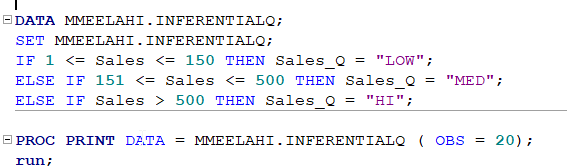 DATA MMEELAHI.INFERENTIALQ;
SET MMEELAHI.INFERENTIALQ;
IF 1 <= Sales <= 150 THEN Sales_Q = "LOW";
ELSE IF 151 <= Sales <= 500 THEN Sales_Q = "MED";
ELSE IF Sales > 500 THEN Sales_Q = "HI";
PROC PRINT DATA = MMEELAHI.INFERENTIALQ ( OBS = 20);
run;